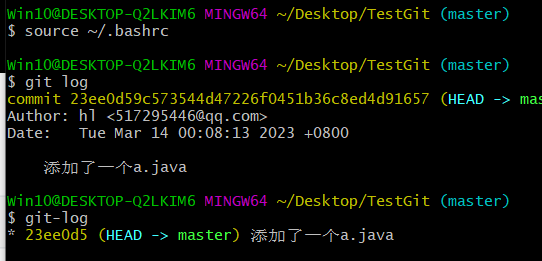 Win10@DESKTOP-Q2LKIM6 MINGW64 ~/Desktop/TestGit (master)
$ source ~/.bashrc
Win10@DESKTOP-Q2LKIM6 MINGW64 ~/Desktop/TestGit (master)
$ git log
commit 23ee0d59c573544d47226f0451b36c8ed4d91657 (HEAD -> mas
Author: hl <517295446@qq.com>
Date:   Tue Mar 14 00:08:13 2023 +0800
添加了一个a.java
Win10@DESKTOP-Q2LKIM6 MINGW64 ~/Desktop/TestGit (master)
$ git-log
* 23ee0d5 (HEAD -> master) 添加了一个a.java